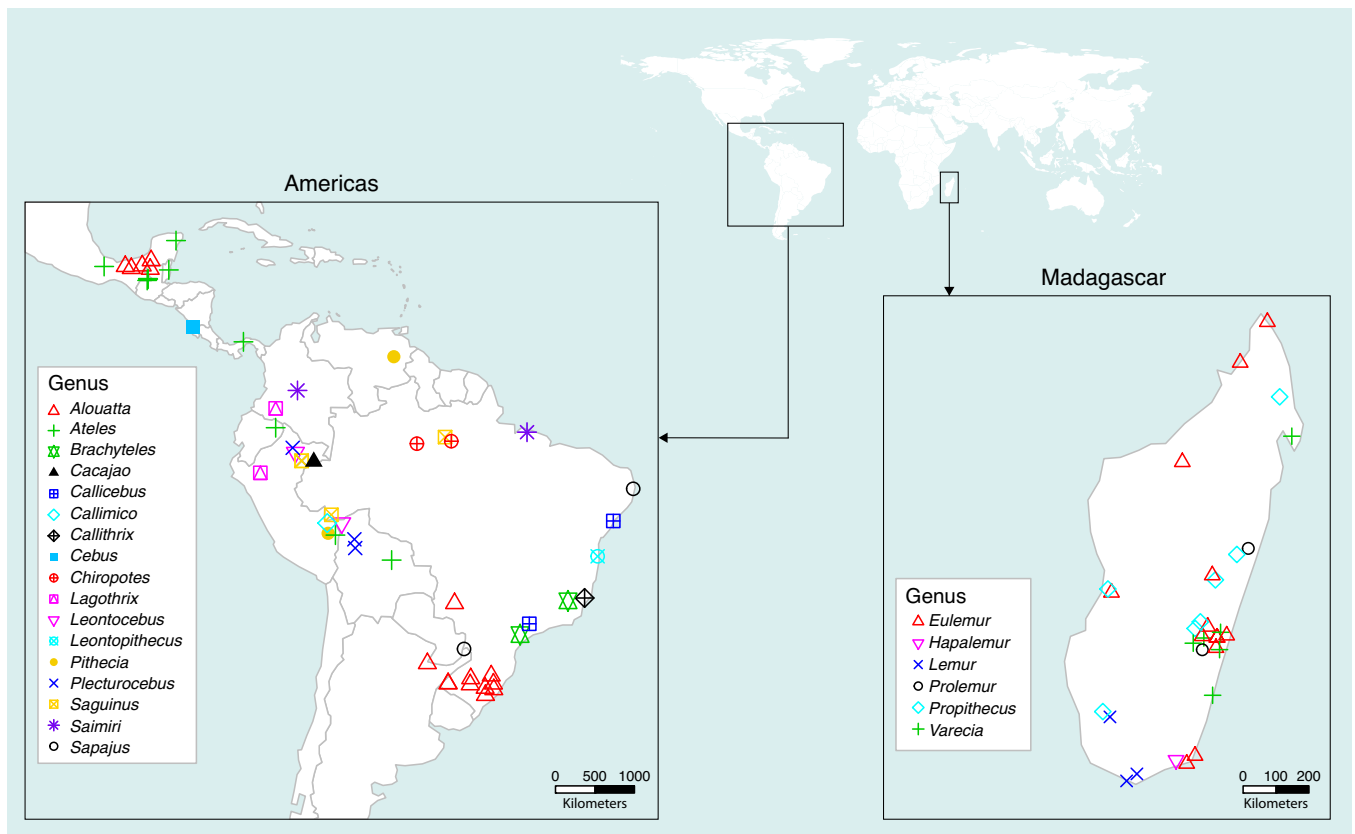 Americas
Genus
Alouatta
Ateles
Brachyteles
Cacajao
Callicebus
Callimico
Callithrix
Cebus
Chiropotes
Lagothrix
Leontocebus
Leontopithecus
Pithecia
Plecturocebus
Saguinus
Saimiri
Sapajus
0 500 1000
Kilometers
Madagascar
Genus
Eulemur
Hapalemur
Lemur
Prolemur
Propithecus
Varecia
0 100 200
Kilometers